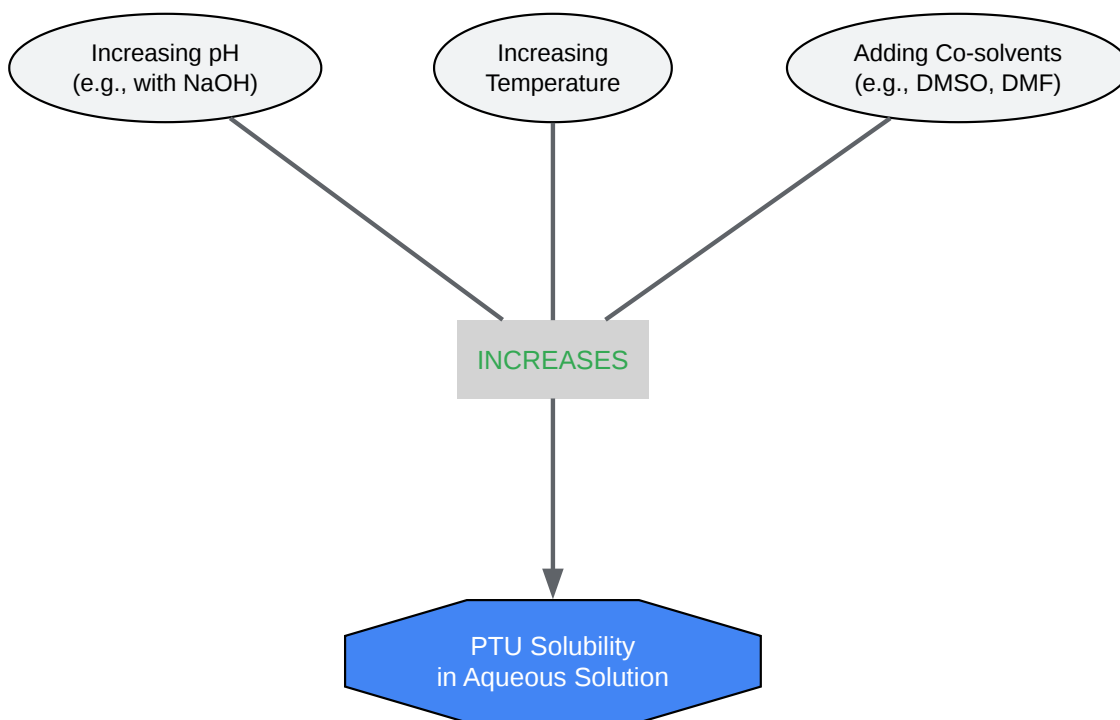 Increasing pH
(e.g., with NaOH)
Increasing
Temperature
Adding Co-solvents
(e.g., DMSO, DMF)
INCREASES
PTU Solubility
in Aqueous Solution